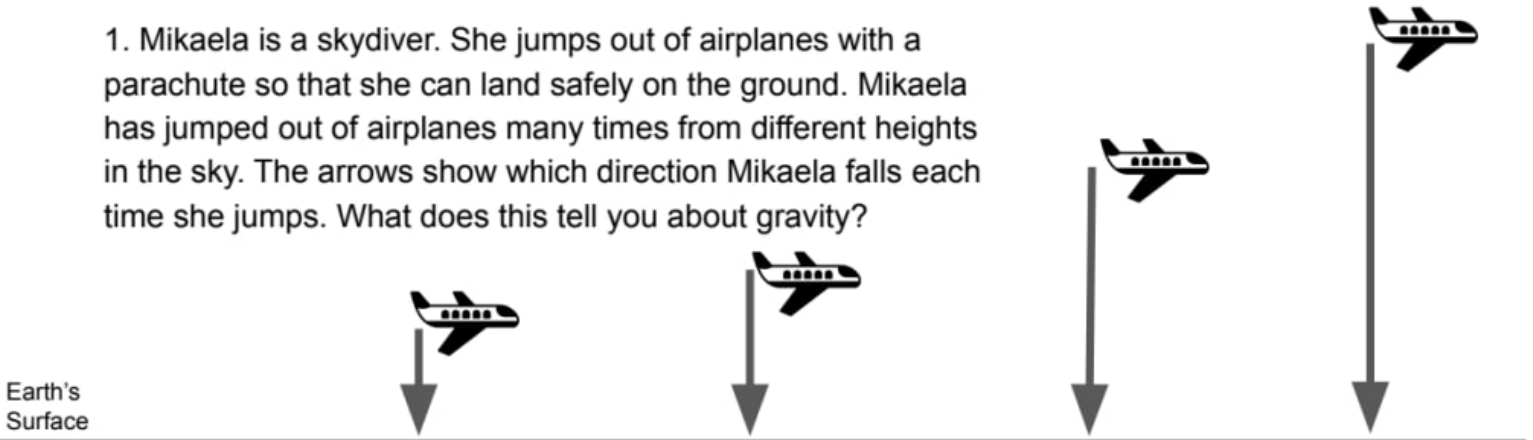 1. Mikaela is a skydiver. She jumps out of airplanes with a
parachute so that she can land safely on the ground. Mikaela
has jumped out of airplanes many times from different heights
in the sky. The arrows show which direction Mikaela falls each
time she jumps. What does this tell you about gravity?
Earth's
Surface